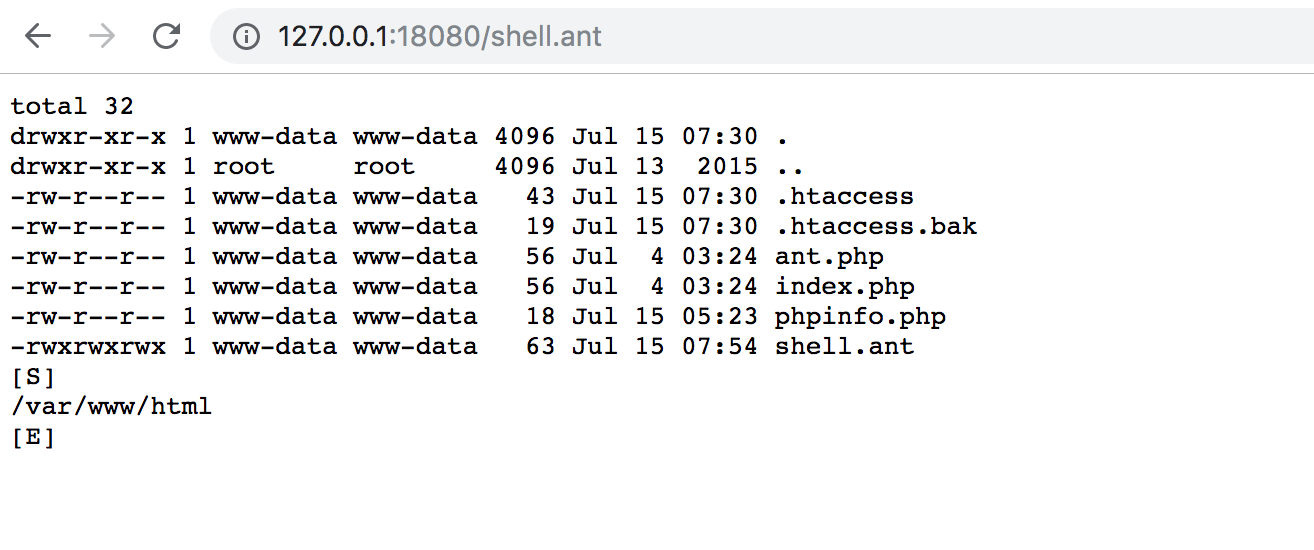 127.0.0.1:18080/shell.ant
total 32
drwxr-xr-x 1 www-data www-data 4096 Jul 15 07:30 .
drwxr-xr-x 1 root     root     4096 Jul 13  2015 ..
-rw-r--r-- 1 www-data www-data   43 Jul 15 07:30 .htaccess
-rw-r--r-- 1 www-data www-data   19 Jul 15 07:30 .htaccess.bak
-rw-r--r-- 1 www-data www-data   56 Jul  4 03:24 ant.php
-rw-r--r-- 1 www-data www-data   56 Jul  4 03:24 index.php
-rw-r--r-- 1 www-data www-data   18 Jul 15 05:23 phpinfo.php
-rwxrwxrwx 1 www-data www-data   63 Jul 15 07:54 shell.ant
[S]
/var/www/html
[E]